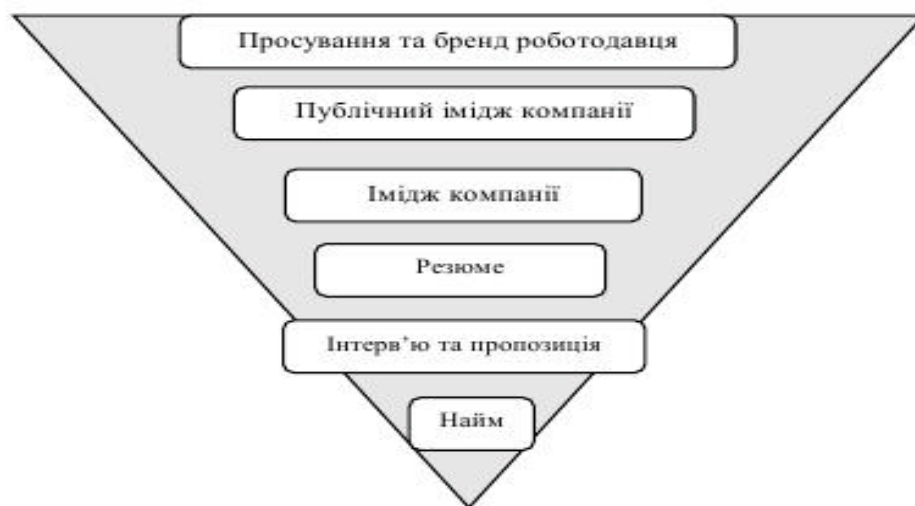 Просування та бренд роботодавця
Публічний імідж компанії
Імідж компанії
Резюме
Інтерв’ю та пропозиція
Найм